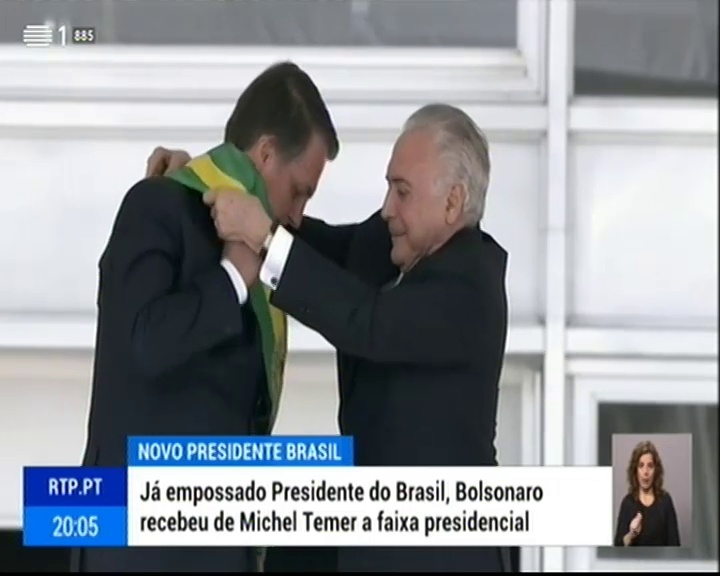 1 885
NOVO PRESIDENTE BRASIL
RTP.PT
Já empossado Presidente do Brasil, Bolsonaro
20:05
recebeu de Michel Temer a faixa presidencial